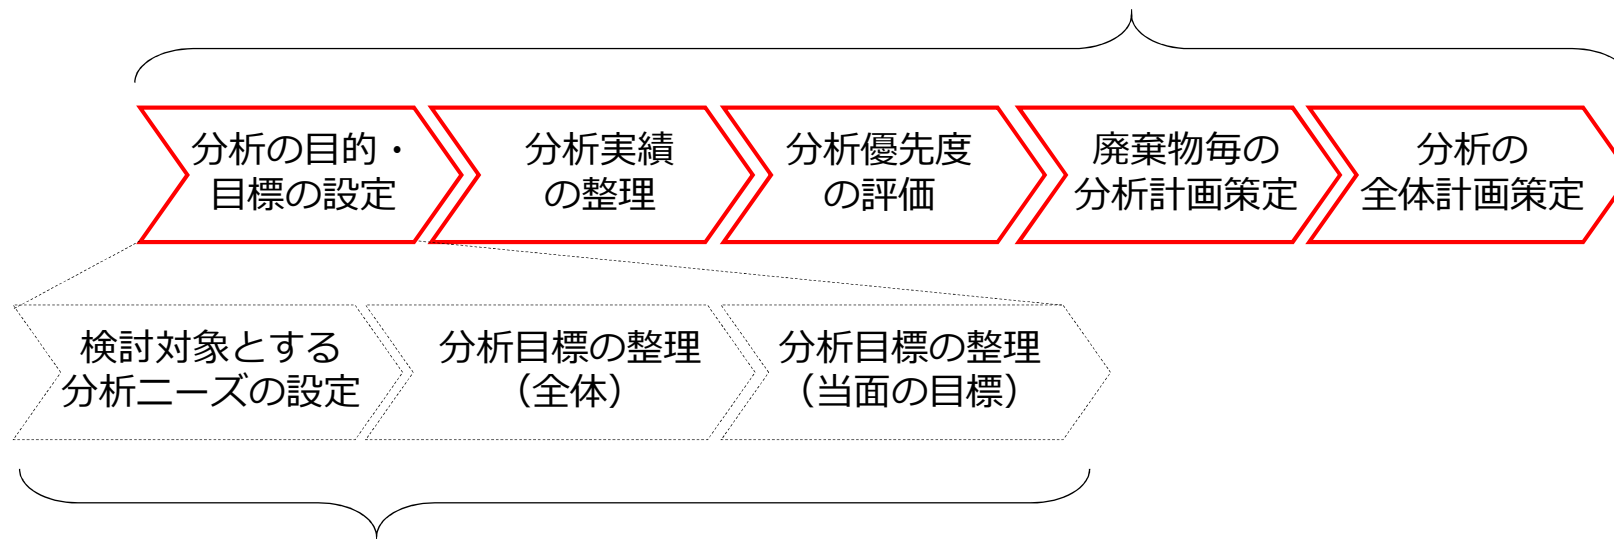 分析の目的・
目標の設定
分析実績
の整理
分析優先度
の評価
廃棄物毎の
分析計画策定
分析の
全体計画策定
検討対象とする
分析ニーズの設定
分析目標の整理
（全体）
分析目標の整理
（当面の目標）